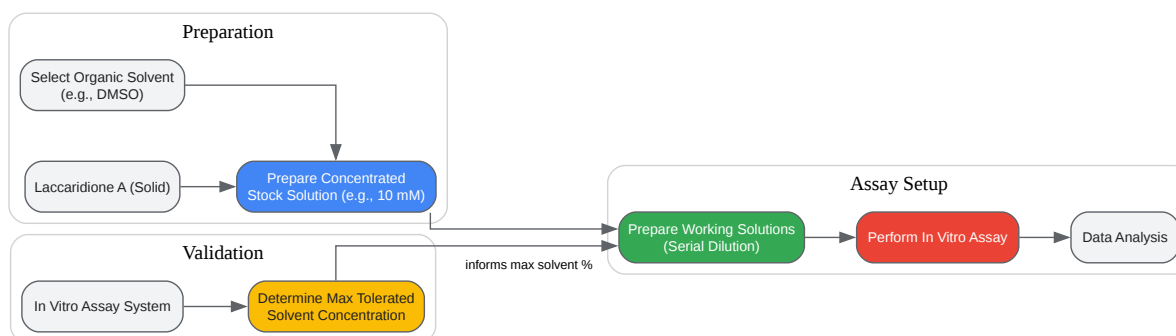 Preparation
Select Organic Solvent
(e.g., DMSO)
Laccaridione A (Solid)
Prepare Concentrated
Stock Solution (e.g., 10 mM)
Validation
In Vitro Assay System
Determine Max Tolerated
Solvent Concentration
informs max solvent %
Assay Setup
Prepare Working Solutions
(Serial Dilution)
Perform In Vitro Assay
Data Analysis